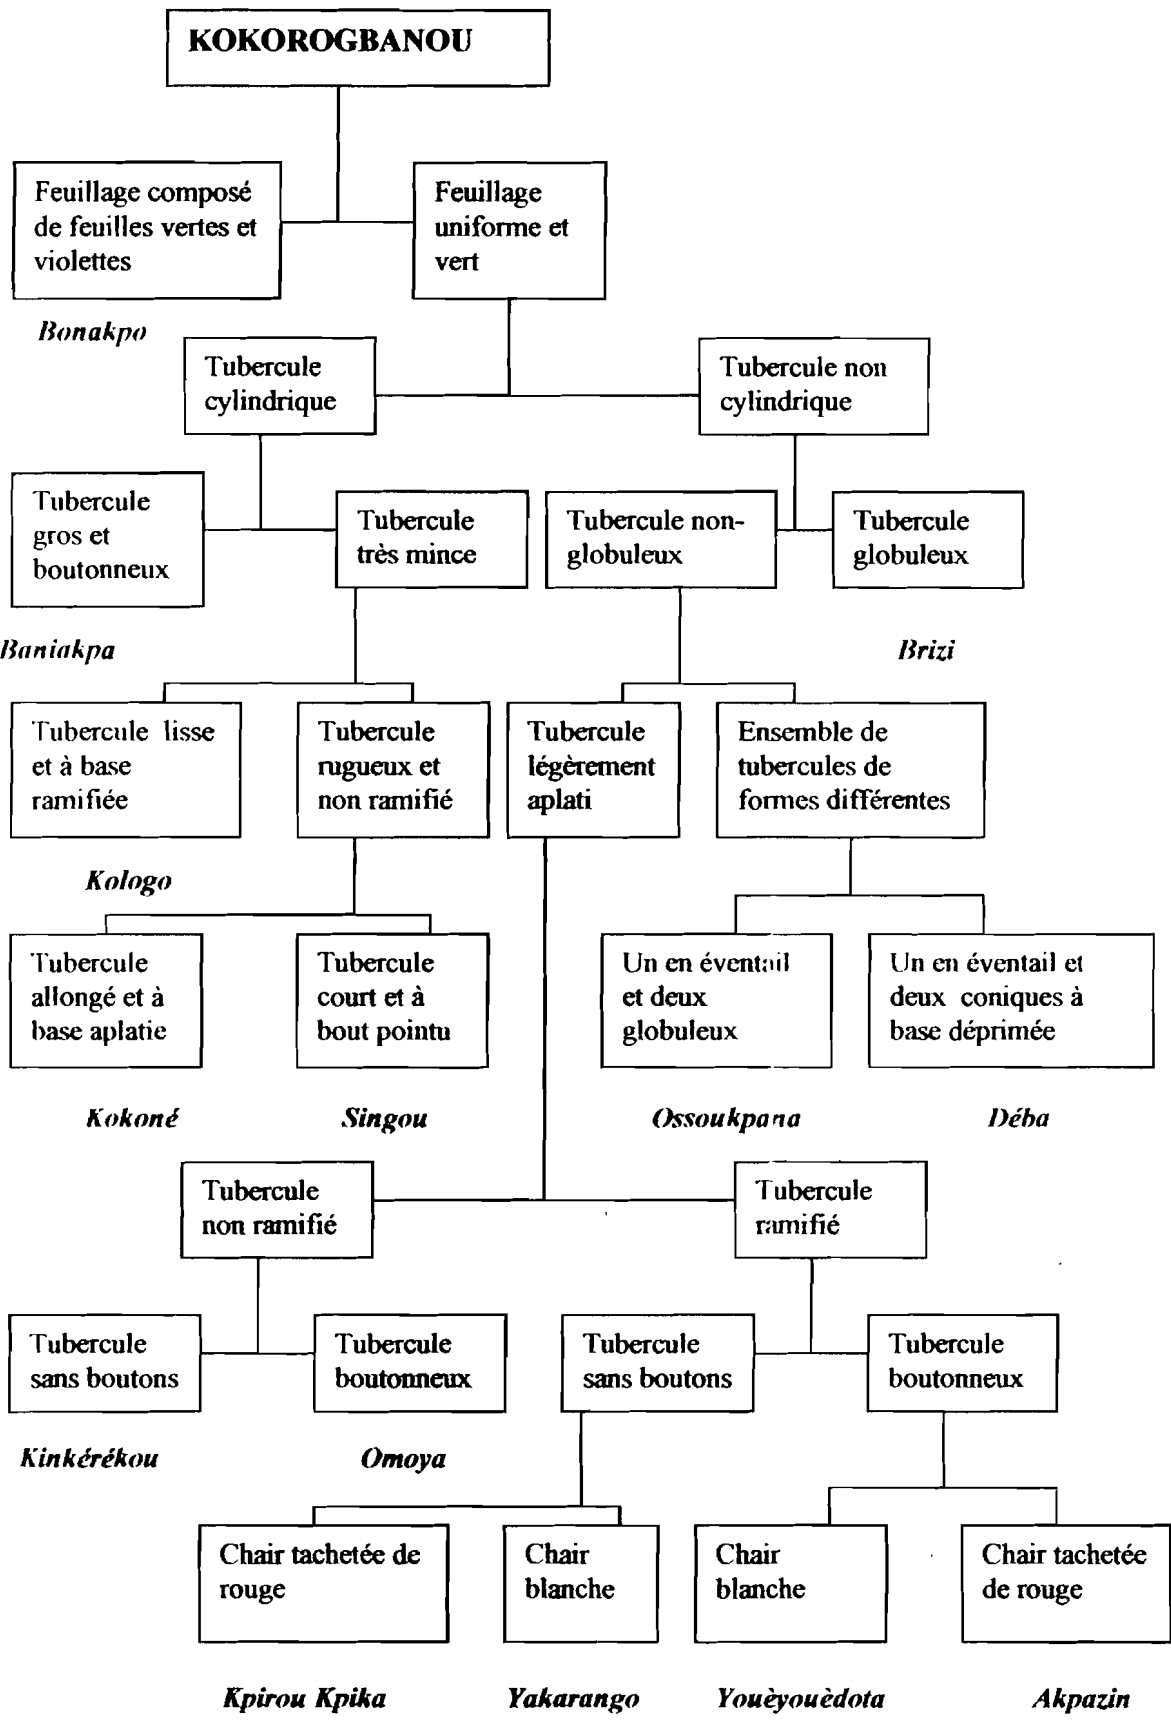 KOKOROGBANOU
Feuillage composé
de feuilles vertes et
violettes
Feuillage
uniforme et
vert
Bonakpo
Tubercule
cylindrique
Tubercule non
cylindrique
Tubercule
gros et
boutonneux
Tubercule
très mince
Tubercule non-
globuleux
Tubercule
globuleux
Baniakpa
Brizi
Tubercule lisse
et à base
ramifiée
Tubercule
rugueux et
non ramifié
Tubercule
légèrement
aplati
Ensemble de
tubercules de
formes différentes
Kologo
Tubercule
allongé et à
base aplatie
Tubercule
court et à
bout pointu
Un en éventail
et deux
globuleux
Un en éventail et
deux coniques à
base déprimée
Kokoné
Singou
Ossoukpana
Déba
Tubercule
non ramifié
Tubercule
ramifié
Tubercule
sans boutons
Tubercule
boutonneux
Tubercule
sans boutons
Tubercule
boutonneux
Kinkérékou
Omoya
Chair tachetée de
rouge
Chair
blanche
Chair
blanche
Chair tachetée
de rouge
Kpirou Kpika
Yakarango
Youèyouèdota
Akpazin